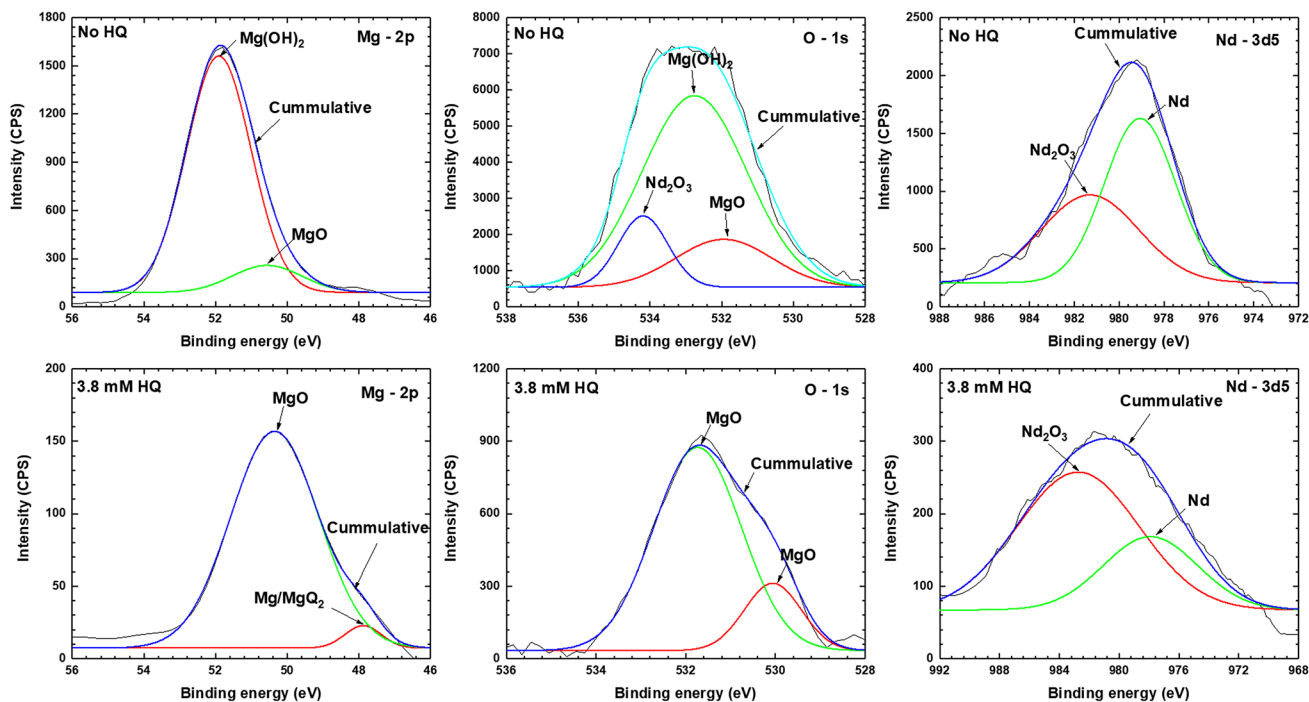 No HQ
Mg - 2p
Mg(OH)2
Cummulative
MgO
Intensity (CPS)
1800
1500
1200
900
600
300
0
56 54 52 50 48 46
Binding energy (eV)
No HQ
O - 1s
Mg(OH)2
Cummulative
Nd2O3
MgO
Intensity (CPS)
8000
7000
6000
5000
4000
3000
2000
1000
0
538 536 534 532 530 528
Binding energy (eV)
No HQ
Cummulative
Nd - 3d5
Nd
Nd2O3
Intensity (CPS)
2500
2000
1500
1000
500
0
988 986 984 982 980 978 976 974 972
Binding energy (eV)
3.8 mM HQ
Mg - 2p
MgO
Cummulative
Mg/MgQ2
Intensity (CPS)
200
150
100
50
0
56 54 52 50 48 46
Binding energy (eV)
3.8 mM HQ
O - 1s
MgO
Cummulative
MgO
Intensity (CPS)
1200
900
600
300
0
536 534 532 530 528
Binding energy (eV)
3.8 mM HQ
Nd - 3d5
Cummulative
Nd2O3
Nd
Intensity (CPS)
400
300
200
100
0
992 988 984 980 976 972 968
Binding energy (eV)